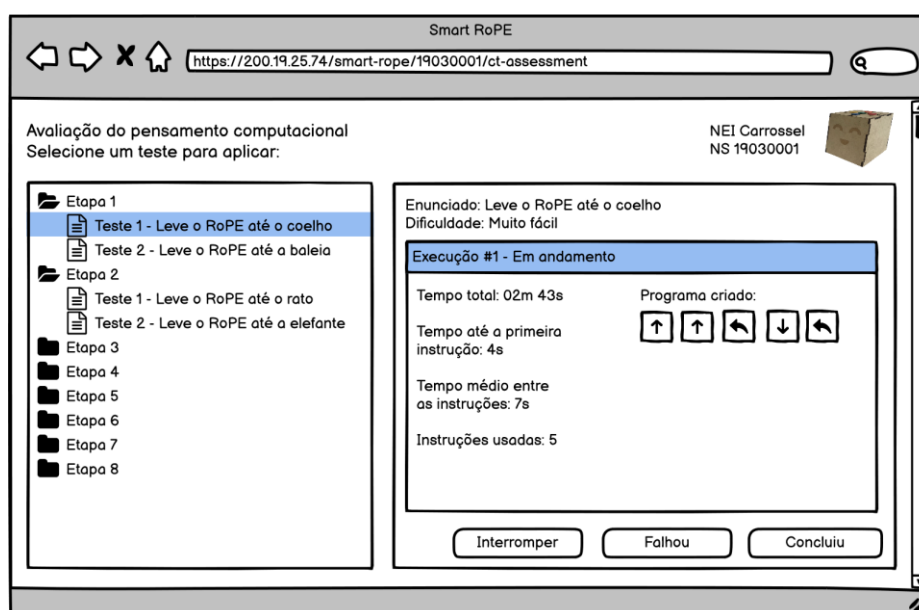 Smart RoPE
https://200.19.25.74/smart-rope/19030001/ct-assessment
Avaliação do pensamento computacional
Selecione um teste para aplicar:
NEI Carrossel
NS 19030001
Etapa 1
Teste 1 - Leve o RoPE até o coelho
Teste 2 - Leve o RoPE até a baleia
Etapa 2
Teste 1 - Leve o RoPE até o rato
Teste 2 - Leve o RoPE até a elefante
Etapa 3
Etapa 4
Etapa 5
Etapa 6
Etapa 7
Etapa 8
Enunciado: Leve o RoPE até o coelho
Dificuldade: Muito fácil
Execução #1 - Em andamento
Tempo total: 02m 43s
Tempo até a primeira
instrução: 4s
Tempo médio entre
as instruções: 7s
Instruções usadas: 5
Programa criado:
Interromper
Falhou
Concluiu